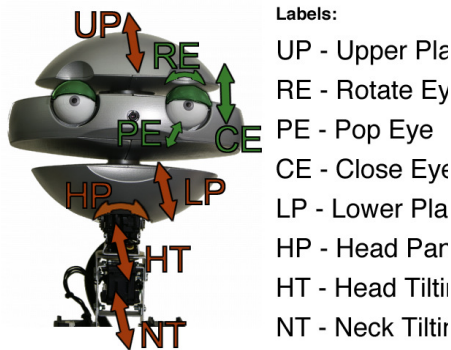 UP
RE
PE
CE
LP
HP
HT
NT
Labels:
UP - Upper Pla
RE - Rotate Ey
PE - Pop Eye
CE - Close Eye
LP - Lower Pla
HP - Head Pan
HT - Head Tiltin
NT - Neck Tiltin